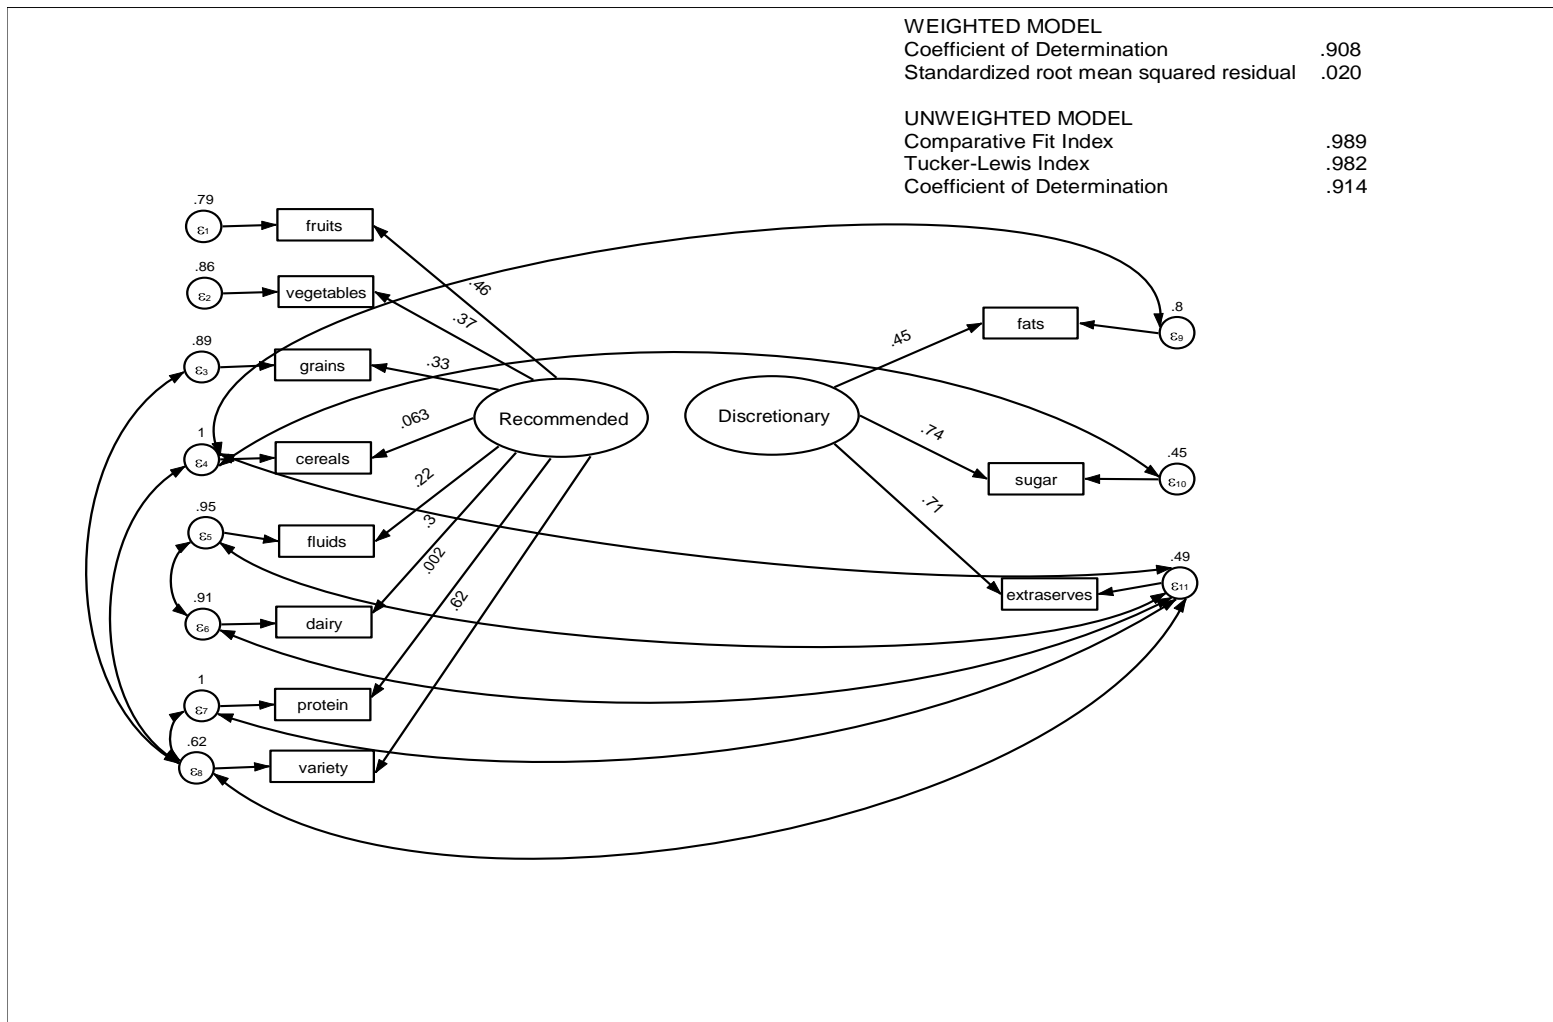 WEIGHTED MODEL
Coefficient of Determination .908
Standardized root mean squared residual .020
UNWEIGHTED MODEL
Comparative Fit Index .989
Tucker-Lewis Index .982
Coefficient of Determination .914
.79
ε1 fruits
.46
.86
ε2 vegetables
.37
.89
ε3 grains
.33
1
ε4 cereals
.063
.95
ε5 fluids
.22
.91
ε6 dairy
.3
1
ε7 protein
.002
.62
ε8 variety
.62
Recommended
Discretionary
.45
fats
.8
ε9
.74
sugar
.45
ε10
.71
extraserves
.49
ε11